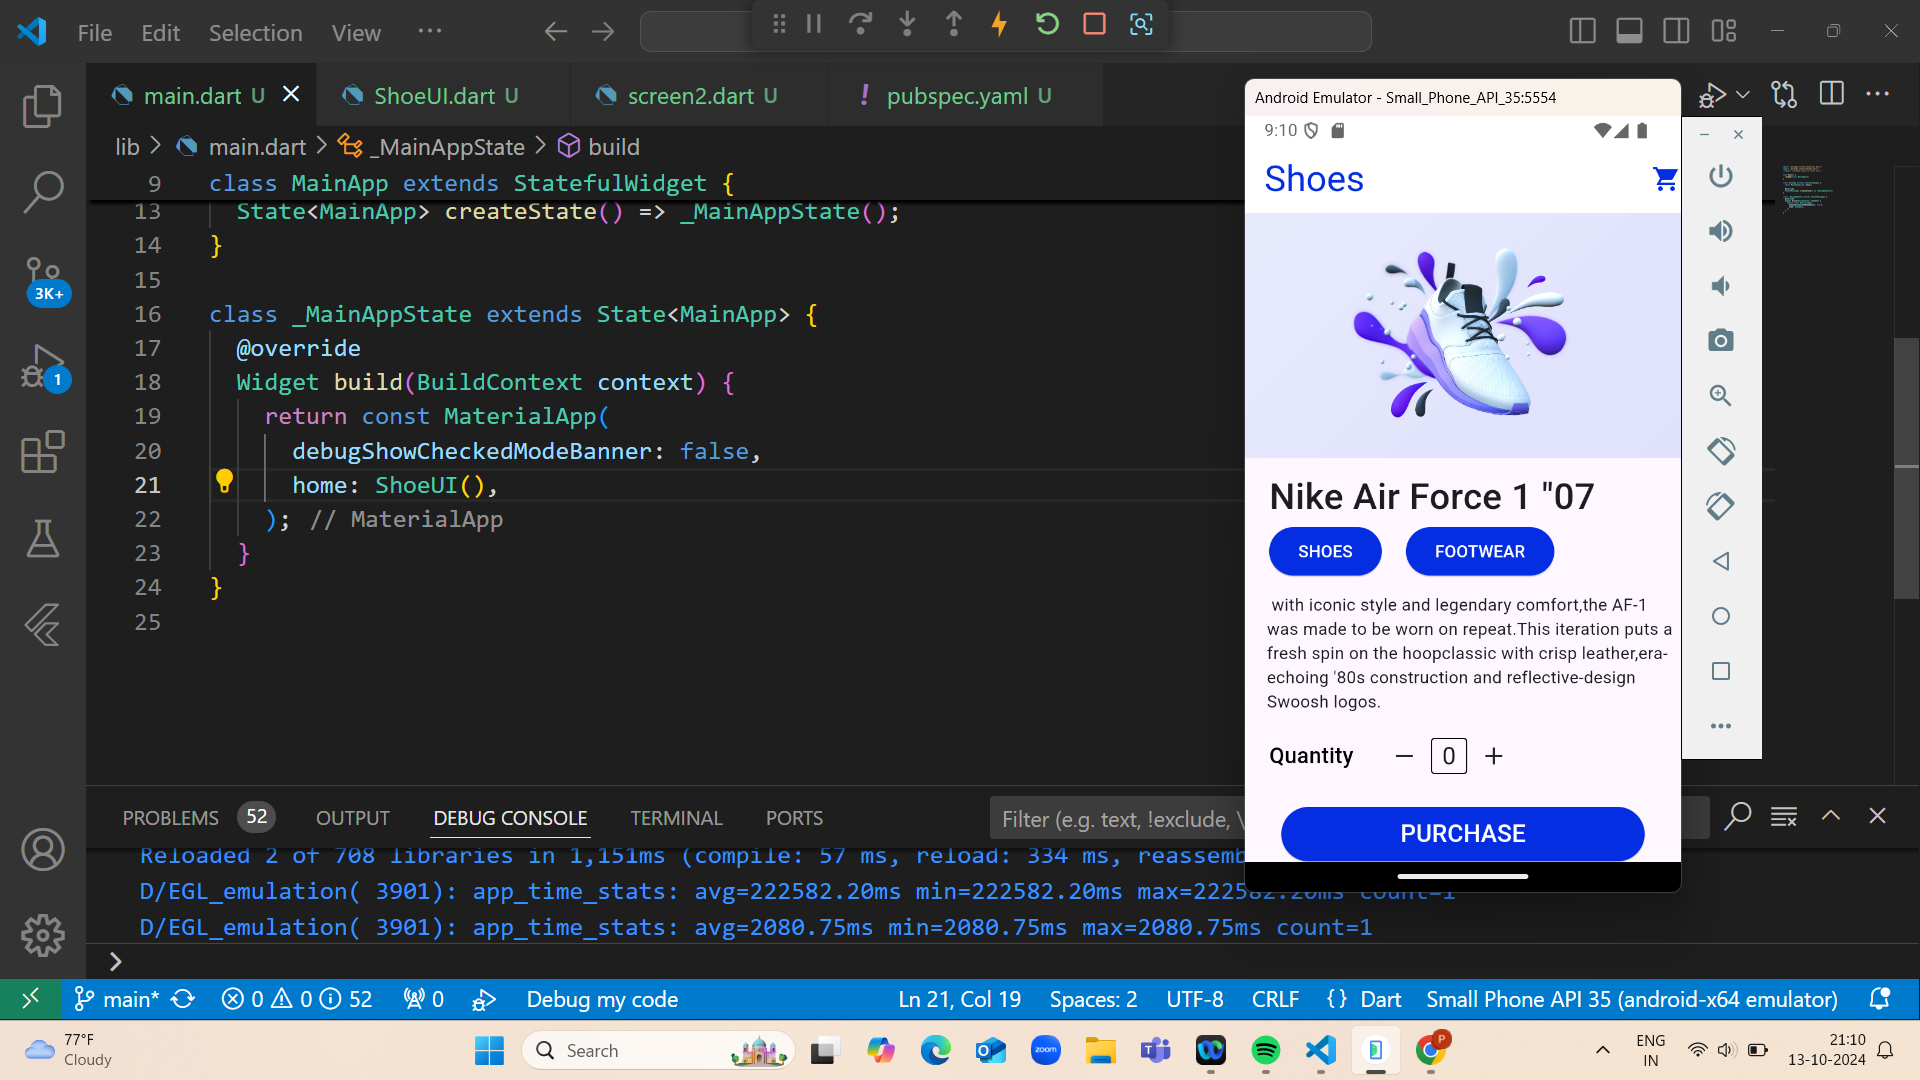 File Edit Selection View ···
main.dart U
ShoeUI.dart U
screen2.dart U
! pubspec.yaml U
lib > main.dart > _MainAppState > build
9 class MainApp extends StatefulWidget {
13 State<MainApp> createState() => _MainAppState();
14 }
15
16 class _MainAppState extends State<MainApp> {
17 @override
18 Widget build(BuildContext context) {
19 return const MaterialApp(
20 debugShowCheckedModeBanner: false,
21 home: ShoeUI(),
22 ); // MaterialApp
23 }
24 }
25
3K+
1
Android Emulator - Small_Phone_API_35:5554
9:10
Shoes
Nike Air Force 1 "07
SHOES FOOTWEAR
with iconic style and legendary comfort,the AF-1
was made to be worn on repeat.This iteration puts a
fresh spin on the hoopclassic with crisp leather,era-
echoing '80s construction and reflective-design
Swoosh logos.
Quantity — 0 +
PURCHASE
PROBLEMS 52 OUTPUT DEBUG CONSOLE TERMINAL PORTS
Filter (e.g. text, !exclude, \
Reloaded 2 of 708 libraries in 1,151ms (compile: 57 ms, reload: 334 ms, reassemb
D/EGL_emulation( 3901): app_time_stats: avg=222582.20ms min=222582.20ms max=222582.20ms count=1
D/EGL_emulation( 3901): app_time_stats: avg=2080.75ms min=2080.75ms max=2080.75ms count=1
>
main* 0 0 52 0 Debug my code Ln 21, Col 19 Spaces: 2 UTF-8 CRLF {} Dart Small Phone API 35 (android-x64 emulator)
77°F
Cloudy
Search
zoom
P
ENG
IN
21:10
13-10-2024